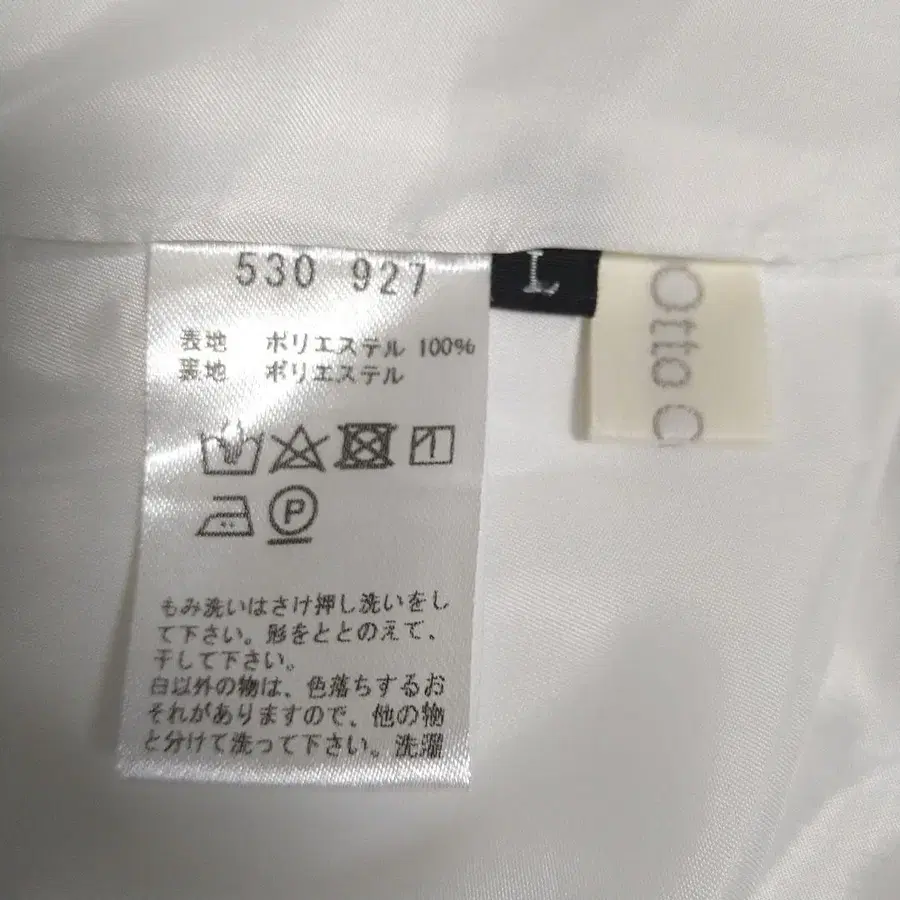 530 927
L
Otto
表地 ポリエステル 100%
裏地 ポリエステル
P
もみ洗いはさけ押し洗いをし
て下さい。形をととのえて、
干して下さい。
白以外の物は、色落ちするお
それがありますので、他の物
と分けて洗って下さい。洗濯